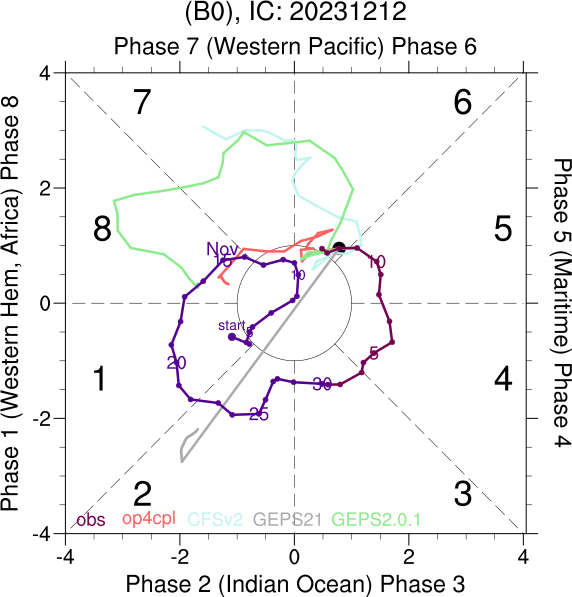 (B0), IC: 20231212
Phase 7 (Western Pacific) Phase 6
4
7
6
Phase 1 (Western Hem, Africa) Phase 8
2
8
Nov
15
10
10
5
Phase 5 (Maritime) Phase 4
0
start
5
20
5
1
30
4
-2
25
2
3
obs
op4cpl
CFSv2
GEPS21
GEPS2.0.1
-4
-4
-2
0
2
4
Phase 2 (Indian Ocean) Phase 3